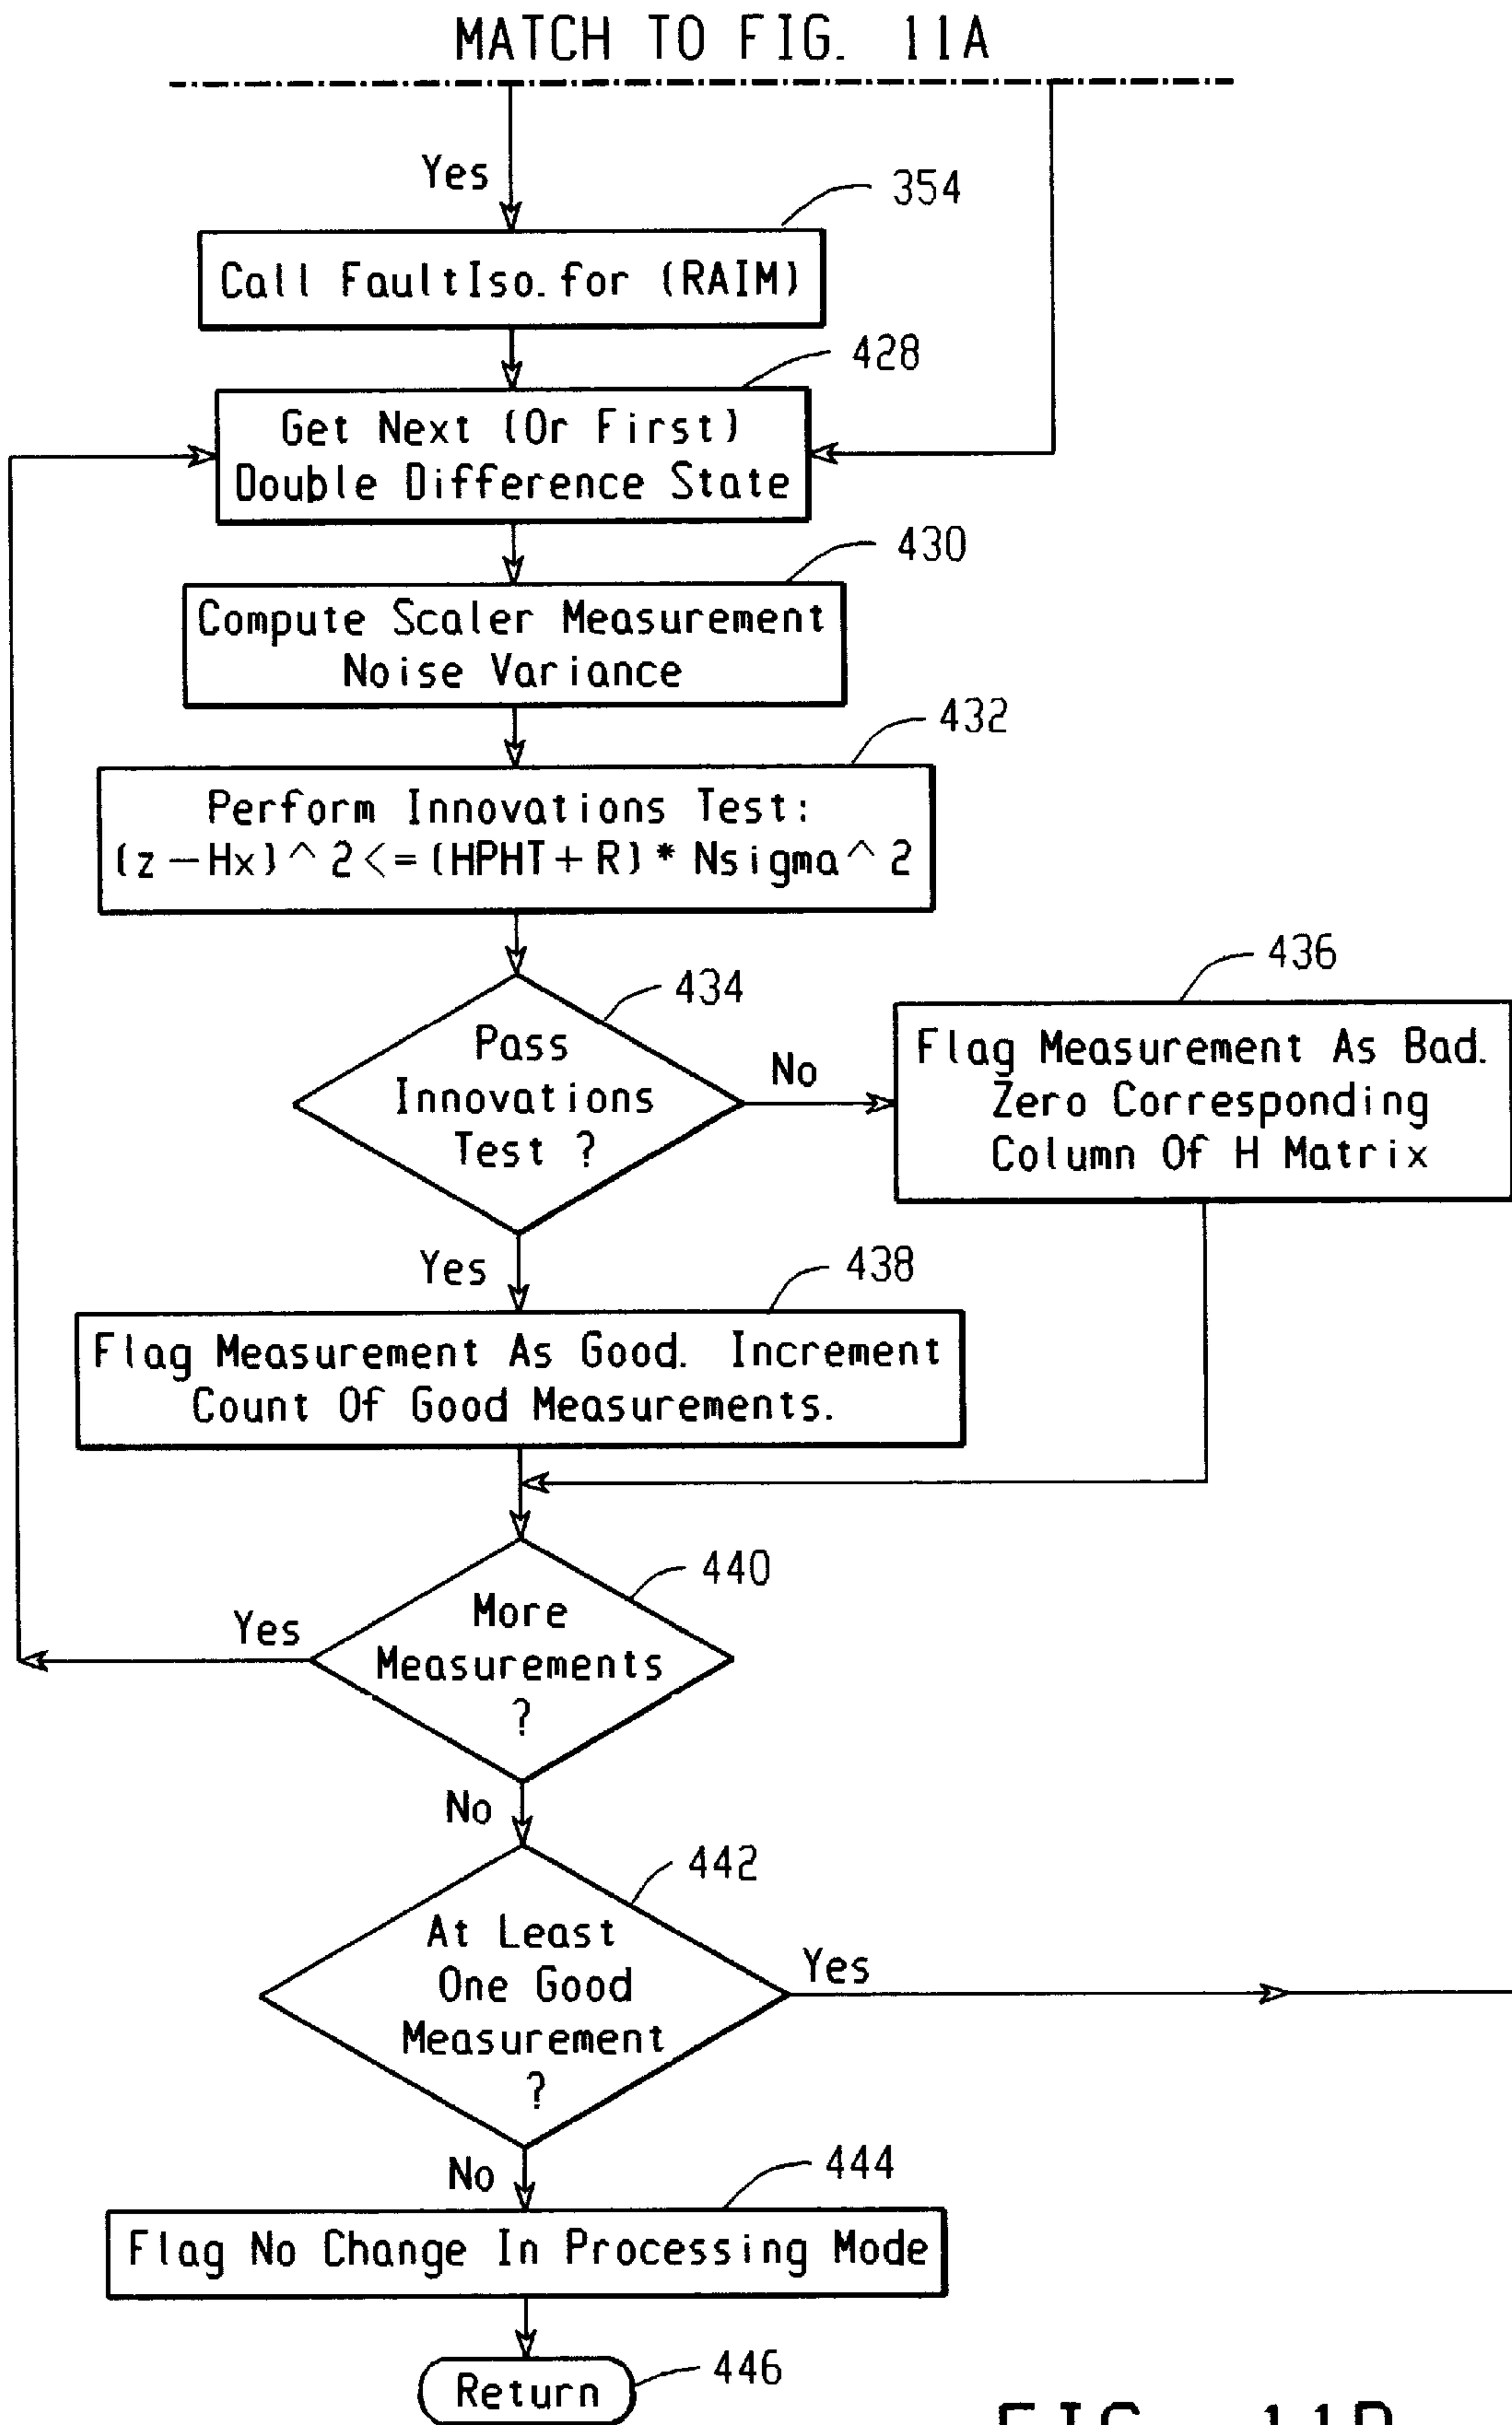 MATCH TO FIG. 11A
Yes
354
Call FaultIso.for (RAIM)
428
Get Next (Or First)
Double Difference State
430
Compute Scaler Measurement
Noise Variance
432
Perform Innovations Test:
(z-Hx)^2<=(HPHT+R)*Nsigma^2
434
Pass
Innovations
Test ?
No
436
Flag Measurement As Bad.
Zero Corresponding
Column Of H Matrix
Yes
438
Flag Measurement As Good. Increment
Count Of Good Measurements.
440
More
Measurements
?
Yes
No
442
At Least
One Good
Measurement
?
Yes
No
444
Flag No Change In Processing Mode
Return
446